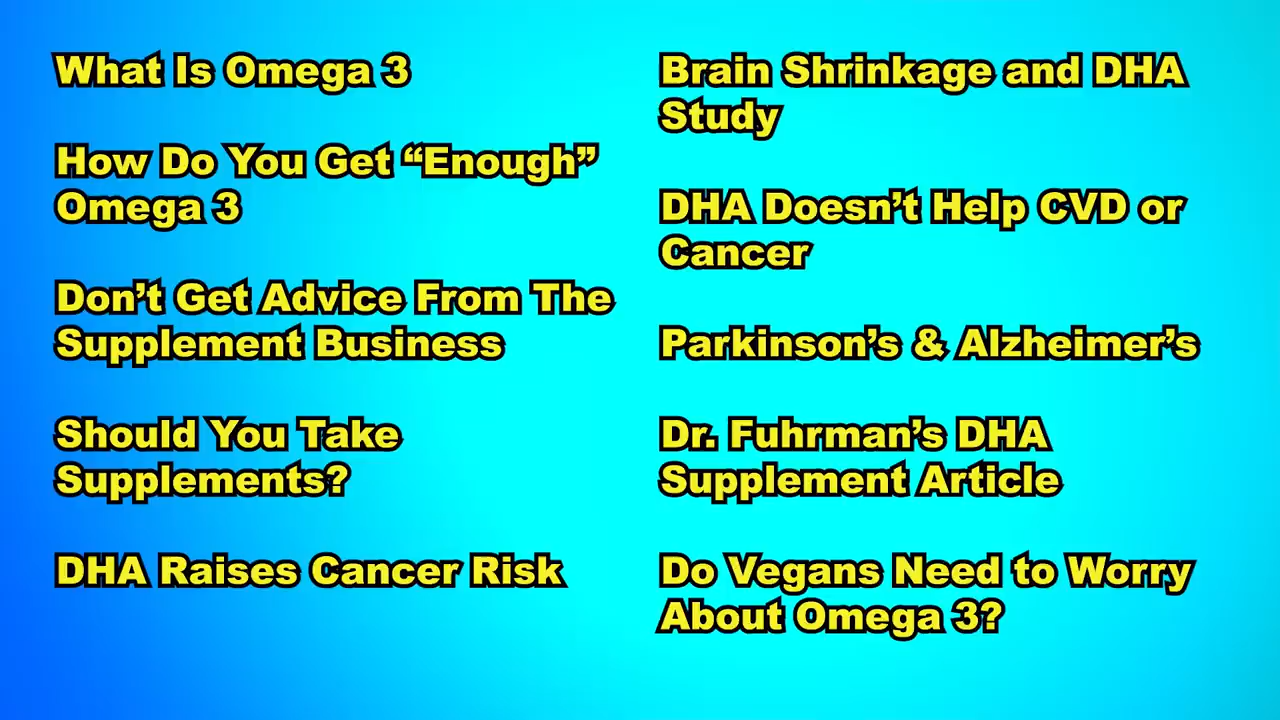 What Is Omega 3
How Do You Get “Enough”
Omega 3
Don’t Get Advice From The
Supplement Business
Should You Take
Supplements?
DHA Raises Cancer Risk
Brain Shrinkage and DHA
Study
DHA Doesn’t Help CVD or
Cancer
Parkinson’s & Alzheimer’s
Dr. Fuhrman’s DHA
Supplement Article
Do Vegans Need to Worry
About Omega 3?